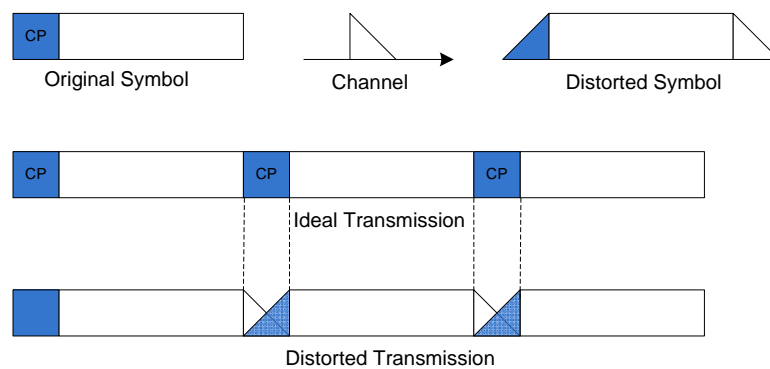 CP
Original Symbol
Channel
Distorted Symbol
CP
CP
CP
Ideal Transmission
Distorted Transmission